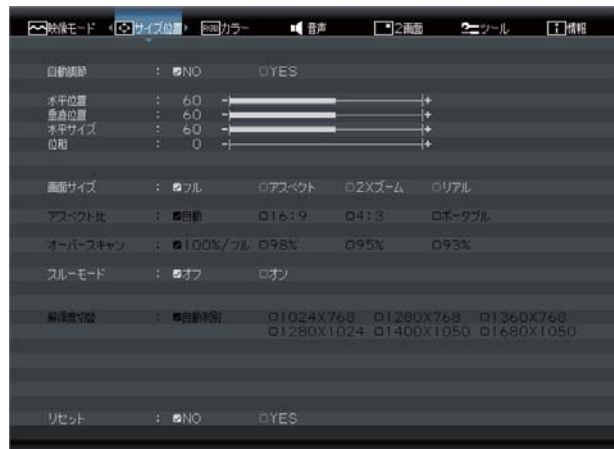 映像モード サイズ位置 RGB カラー 音声 2画面 ツール 情報
自動調節 : NO YES
水平位置 : 60 - +
垂直位置 : 60 - +
水平サイズ : 60 - +
位相 : 0 - +
画面サイズ : フル アスペクト 2Xズーム リアル
アスペクト比 : 自動 16:9 4:3 ポータブル
オーバースキャン : 100%/フル 98% 95% 93%
スルーモード : オフ オン
解像度切替 : 自動判別 1024X768 1280X768 1360X768
1280X1024 1400X1050 1680X1050
リセット : NO YES